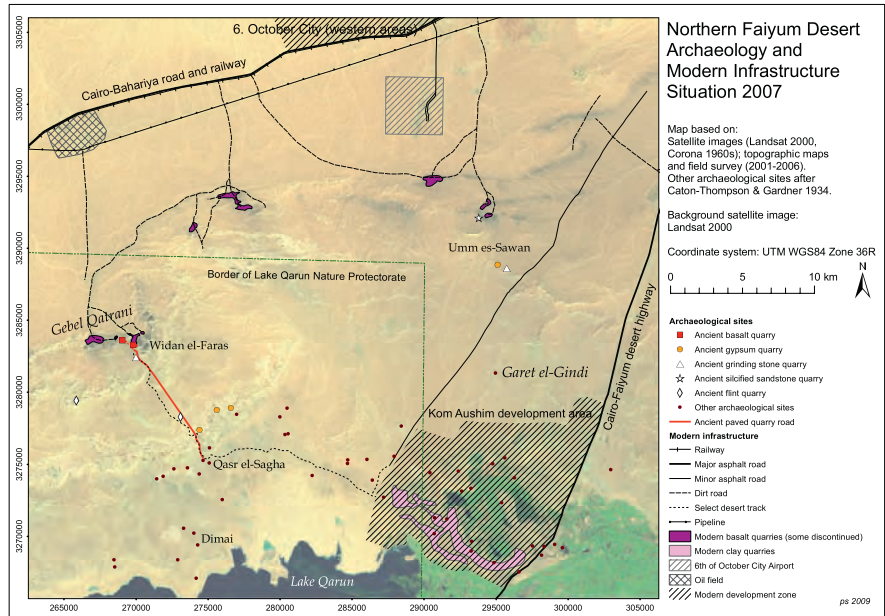 Northern Faiyum Desert
Archaeology and
Modern Infrastructure
Situation 2007
Map based on:
Satellite images (Landsat 2000,
Corona 1960s); topographic maps
and field survey (2001-2006).
Other archaeological sites after
Caton-Thompson & Gardner 1934.
Background satellite image:
Landsat 2000
Coordinate system: UTM WGS84 Zone 36R
0 5 10 km
N
Archaeological sites
Ancient basalt quarry
Ancient gypsum quarry
Ancient grinding stone quarry
Ancient silcified sandstone quarry
Ancient flint quarry
Other archaeological sites
Ancient paved quarry road
Modern infrastructure
Railway
Major asphalt road
Minor asphalt road
Dirt road
Select desert track
Pipeline
Modern basalt quarries (some discontinued)
Modern clay quarries
6th of October City Airport
Oil field
Modern development zone
ps 2009
6. October City (western areas)
Cairo-Bahariya road and railway
Umm es-Sawan
Border of Lake Qarun Nature Protectorate
Gebel Qatrani
Widan el-Faras
Garet el-Gindi
Cairo-Faiyum desert highway
Kom Aushim development area
Qasr el-Sagha
Dimai
Lake Qarun
3305000
3300000
3295000
3290000
3285000
3280000
3275000
3270000
265000 270000 275000 280000 285000 290000 295000 300000 305000